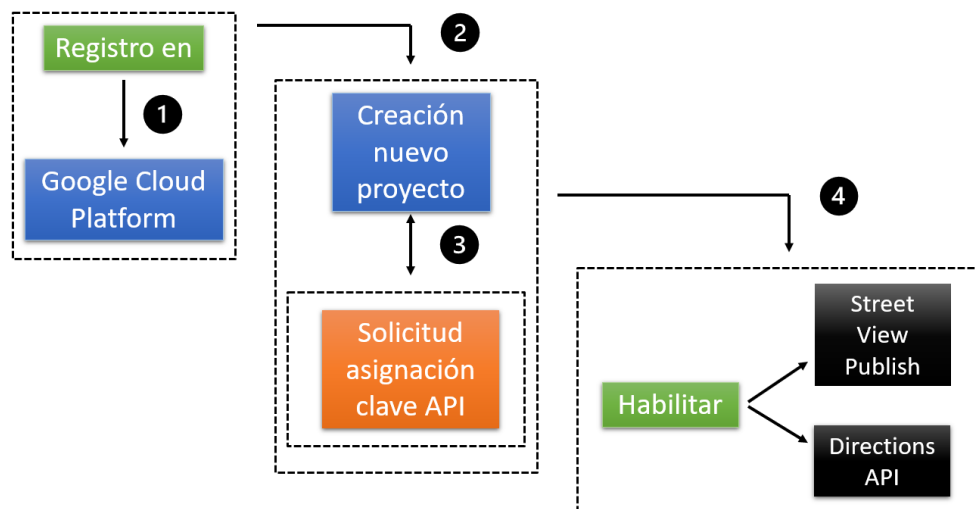 Registro en
1
Google Cloud
Platform
2
Creación
nuevo
proyecto
3
Solicitud
asignación
clave API
4
Habilitar
Street
View
Publish
Directions
API